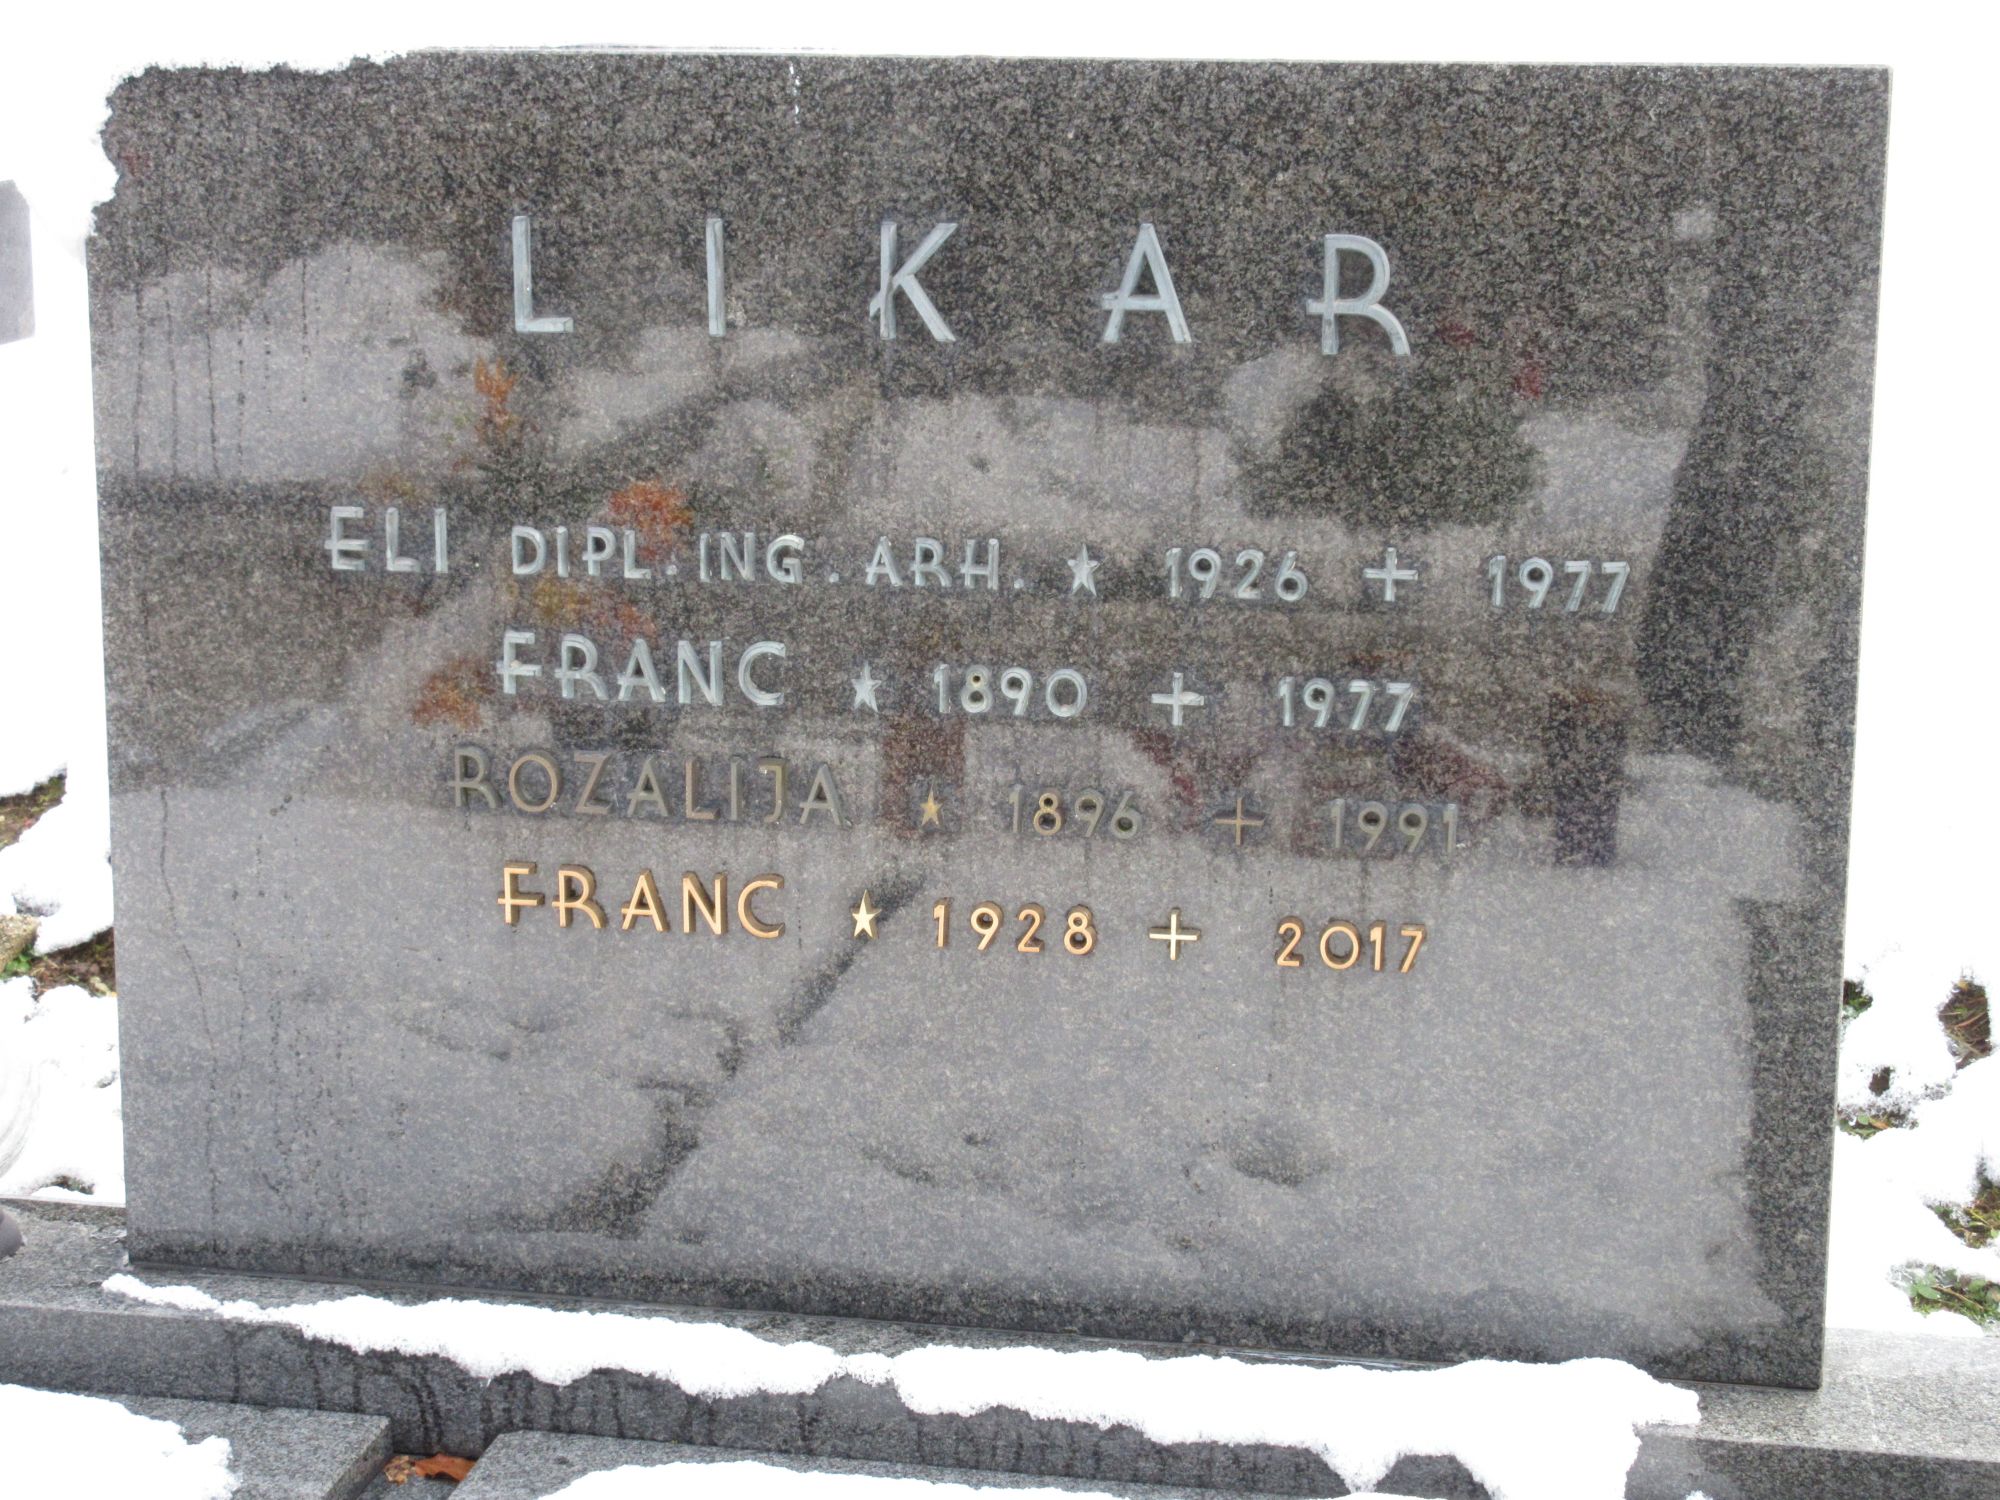 LIKAR
ELI DIPL.ING.ARH. ★ 1926 + 1977
FRANC ★ 1890 + 1977
ROZALIJA ★ 1896 + 1991
FRANC ★ 1928 + 2017